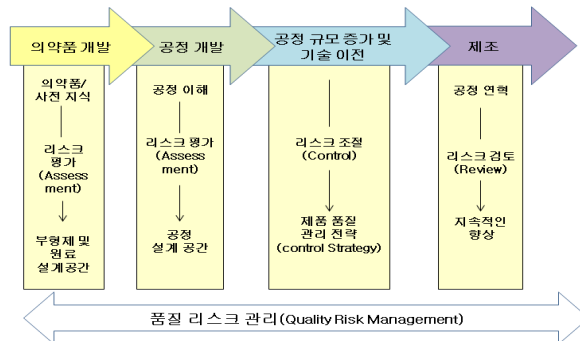 의약품 개발
공정 개발
공정 규모 증가 및
기술 이전
제조
의약품/
사전 지식
리스크
평가
(Assess
ment)
부형제 및
원료
설계공간
공정 이해
리스크 평가
(Assess
ment)
공정
설계 공간
리스크 조절
(Control)
제품 품질
관리 전략
(control Strategy)
공정 연혁
리스크 검토
(Review)
지속적인
향상
품질 리스크 관리(Quality Risk Management)